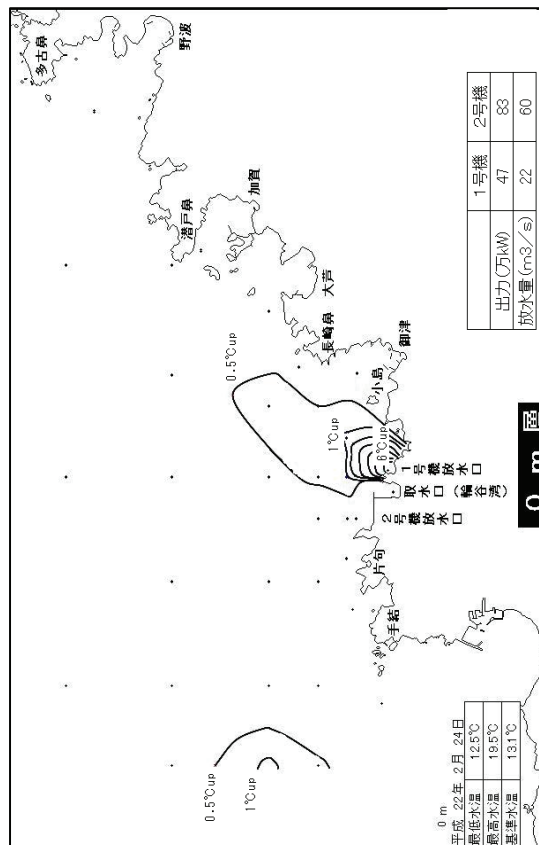 多古鼻
野波
潜戸鼻
加賀
大芦
長崎鼻
御津
小島
0.5℃up
1℃up
6℃up
1号機放水口
取水口(輪谷湾)
2号機放水口
片句
手結
0.5℃up
1℃up
1号機 2号機
出力(万kW) 47 83
放水量(m3/s) 22 60
0 m 層
0 m
平成 22年 2月 24日
最低水温 12.5℃
最高水温 19.5℃
基準水温 13.1℃